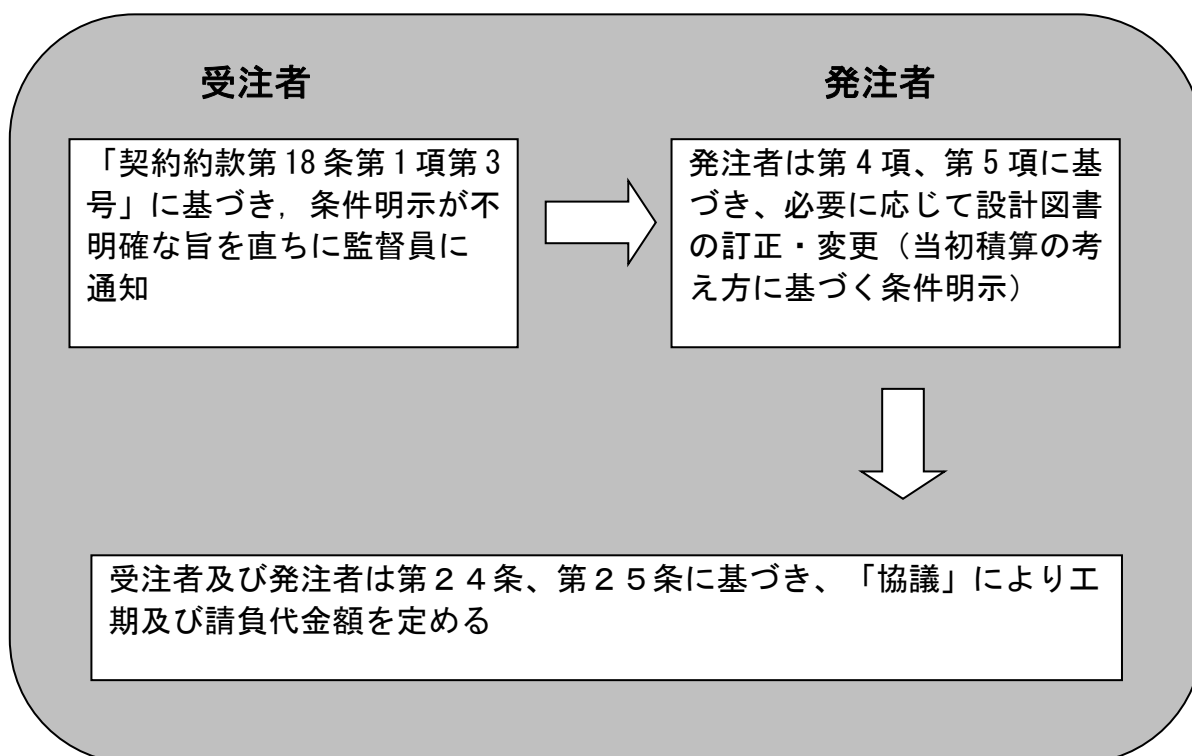 受注者
発注者
「契約約款第18条第1項第3
号」に基づき，条件明示が不
明確な旨を直ちに監督員に
通知
発注者は第4項、第5項に基
づき、必要に応じて設計図書
の訂正・変更（当初積算の考
え方に基づく条件明示）
受注者及び発注者は第２４条、第２５条に基づき、「協議」により工
期及び請負代金額を定める